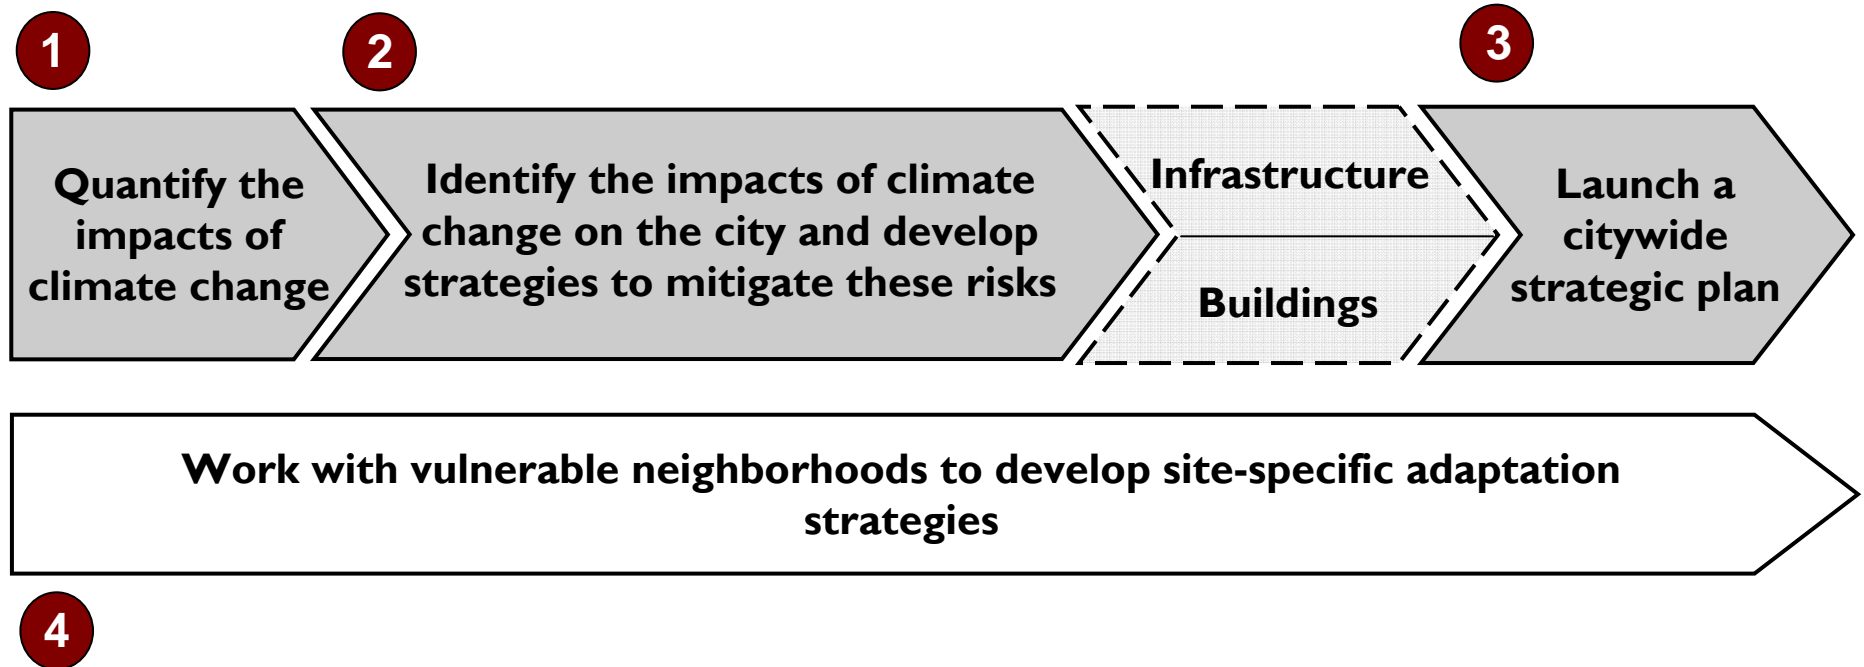 1
2
3
Quantify the
impacts of
climate change
Identify the impacts of climate
change on the city and develop
strategies to mitigate these risks
Infrastructure
Buildings
Launch a
citywide
strategic plan
Work with vulnerable neighborhoods to develop site-specific adaptation
strategies
4